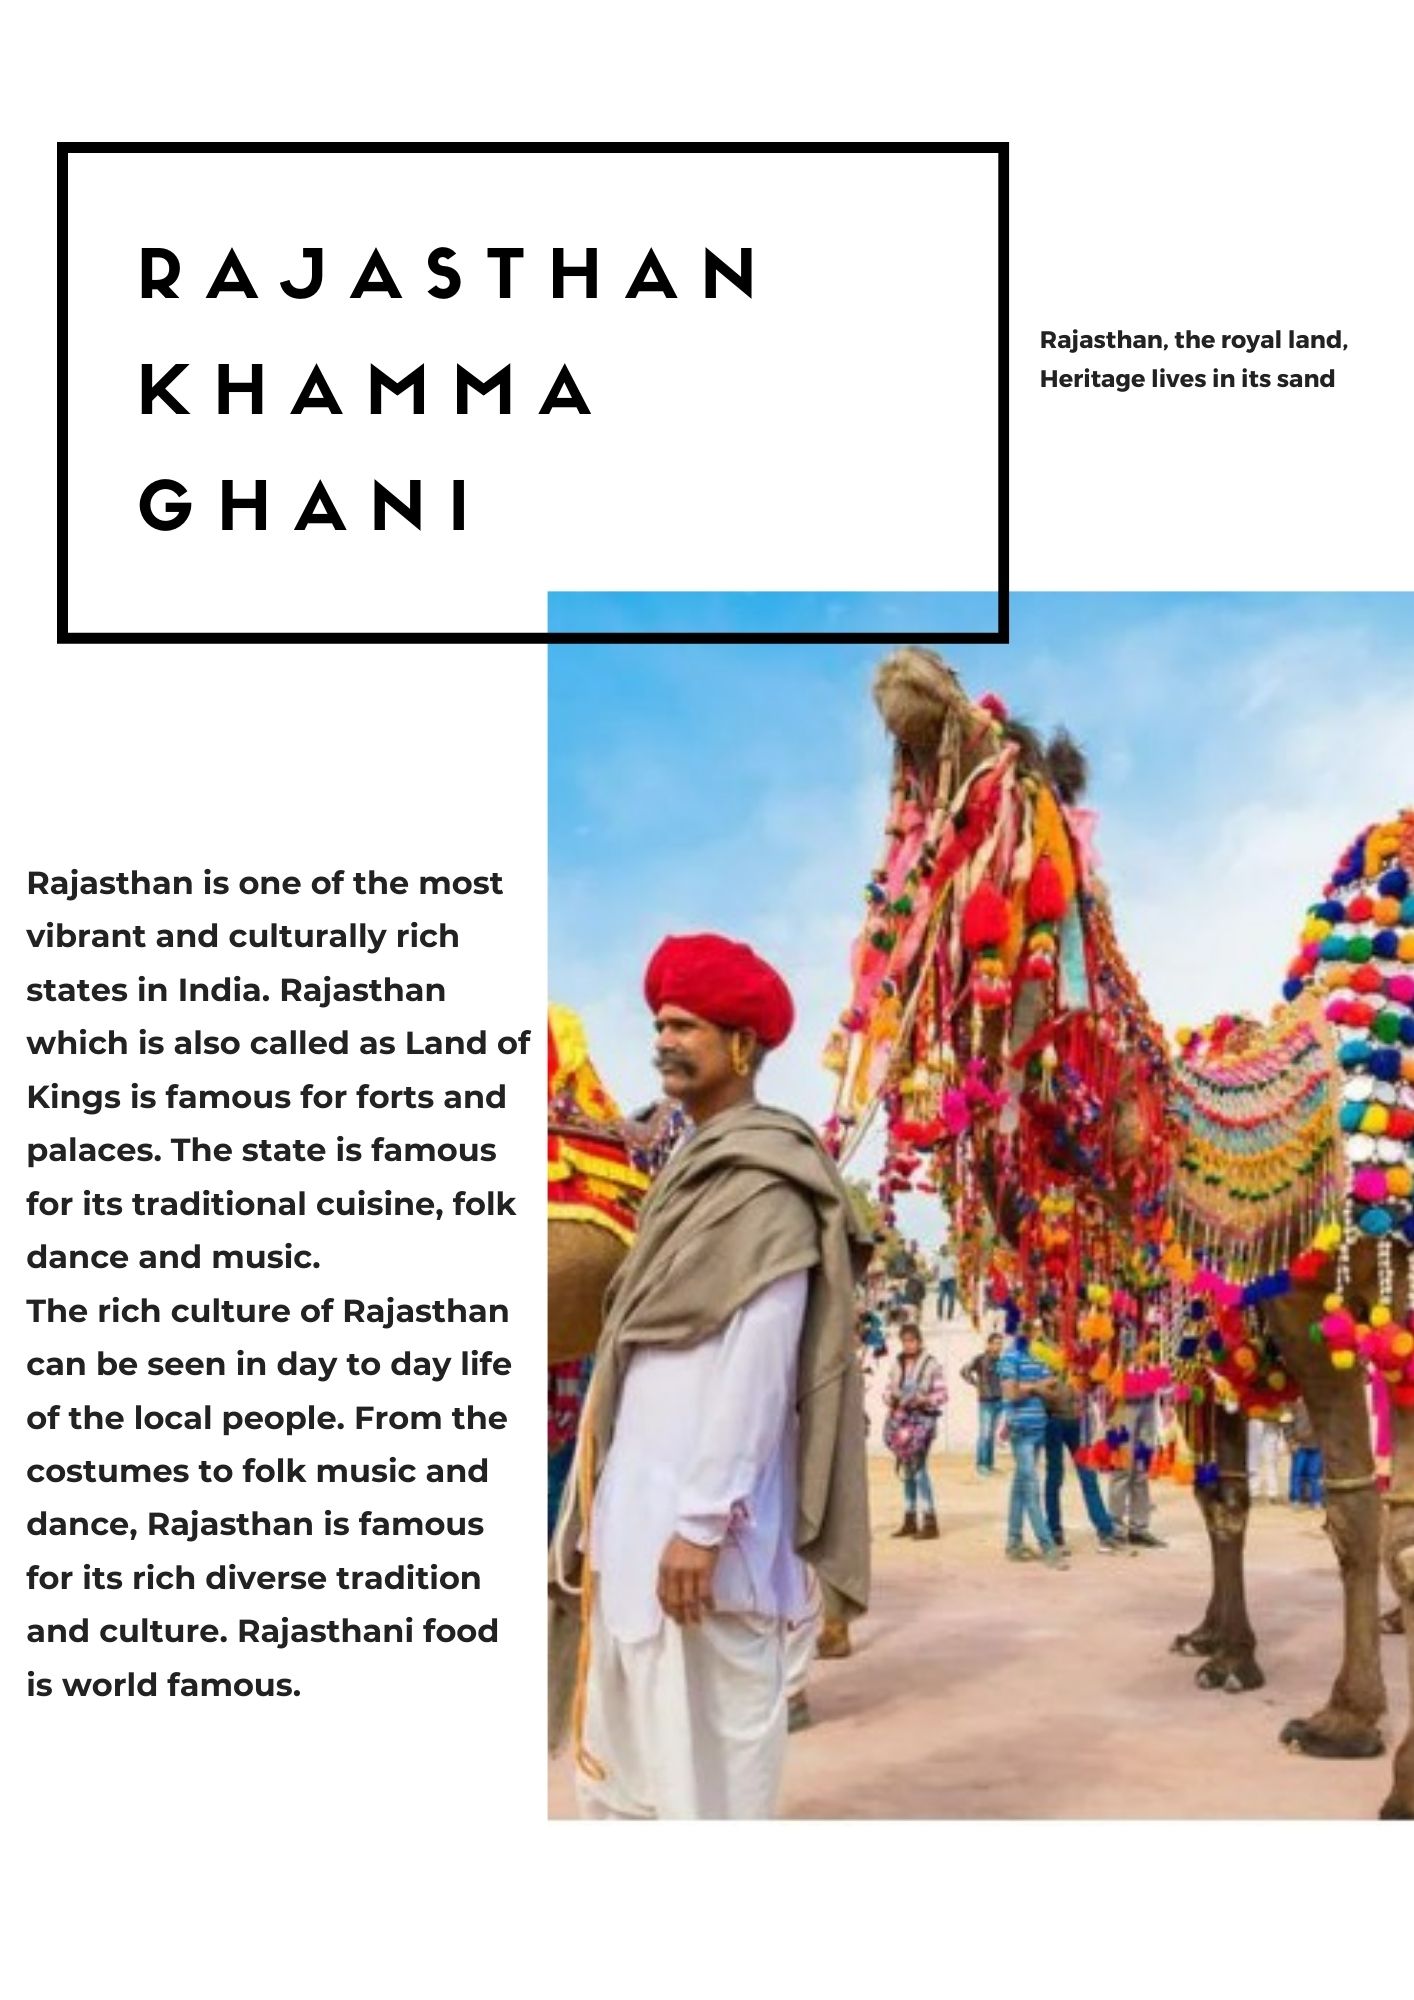 RAJASTHAN
KHAMMA
GHANI
Rajasthan, the royal land,
Heritage lives in its sand
Rajasthan is one of the most
vibrant and culturally rich
states in India. Rajasthan
which is also called as Land of
Kings is famous for forts and
palaces. The state is famous
for its traditional cuisine, folk
dance and music.
The rich culture of Rajasthan
can be seen in day to day life
of the local people. From the
costumes to folk music and
dance, Rajasthan is famous
for its rich diverse tradition
and culture. Rajasthani food
is world famous.